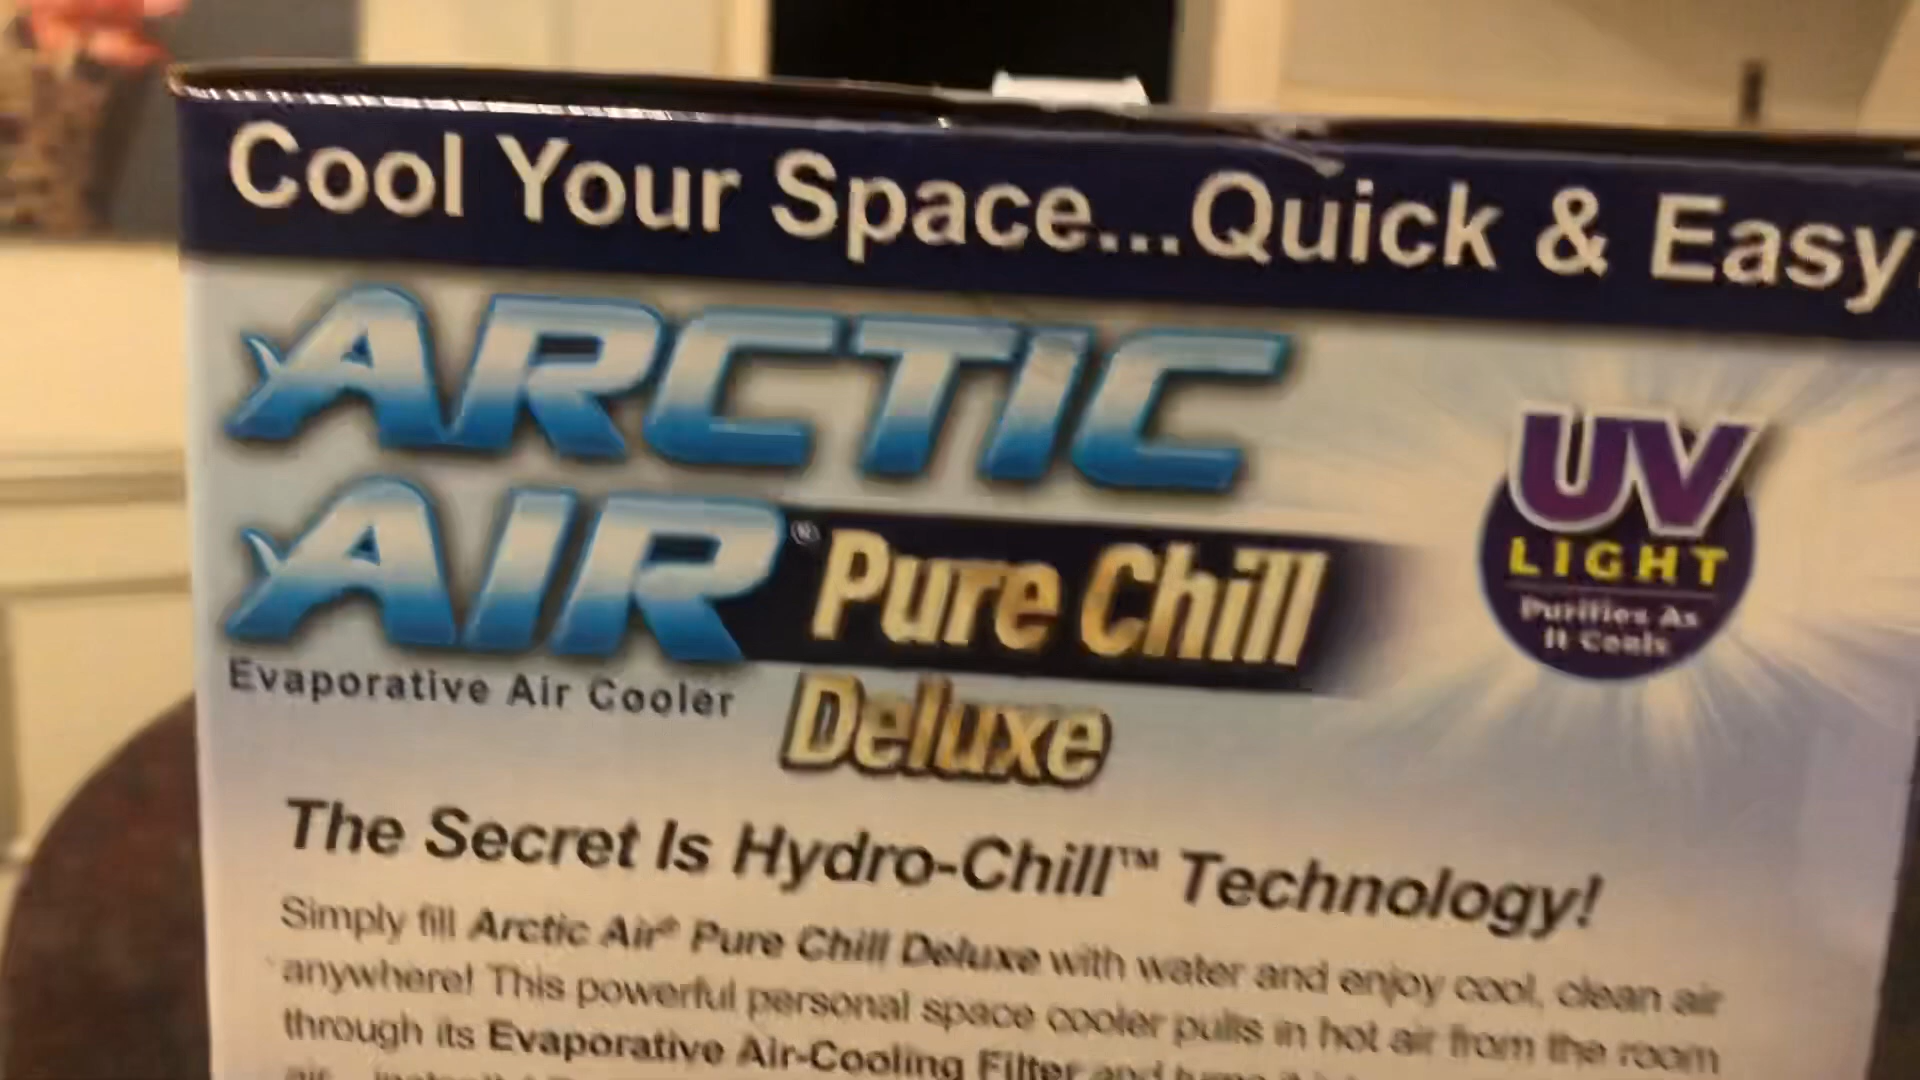 Cool Your Space...Quick & Easy
ARCTIC
AIR® Pure Chill
Evaporative Air Cooler
Deluxe
UV
LIGHT
Purifies As
It Cools
The Secret Is Hydro-Chill™ Technology!
Simply fill Arctic Air® Pure Chill Deluxe with water and enjoy cool, clean air
anywhere! This powerful personal space cooler pulls in hot air from the room
through its Evaporative Air-Cooling Filter and turns it